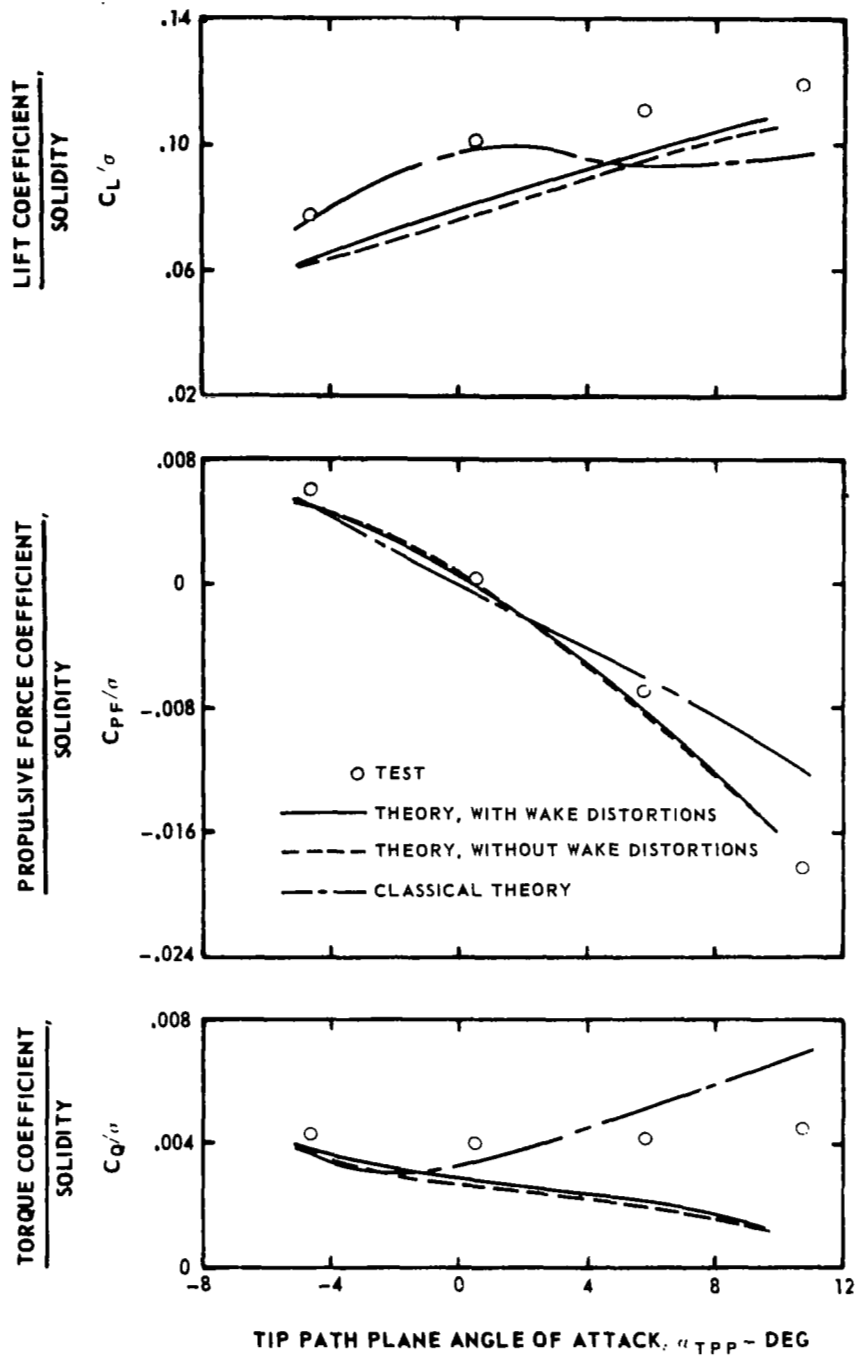 LIFT COEFFICIENT,
SOLIDITY
C_L/σ
.14
.10
.06
.02
PROPULSIVE FORCE COEFFICIENT,
SOLIDITY
C_PF/σ
.008
0
-.008
-.016
-.024
TEST
THEORY, WITH WAKE DISTORTIONS
THEORY, WITHOUT WAKE DISTORTIONS
CLASSICAL THEORY
TORQUE COEFFICIENT,
SOLIDITY
C_Q/σ
.008
.004
0
-8 -4 0 4 8 12
TIP PATH PLANE ANGLE OF ATTACK, α_TPP - DEG